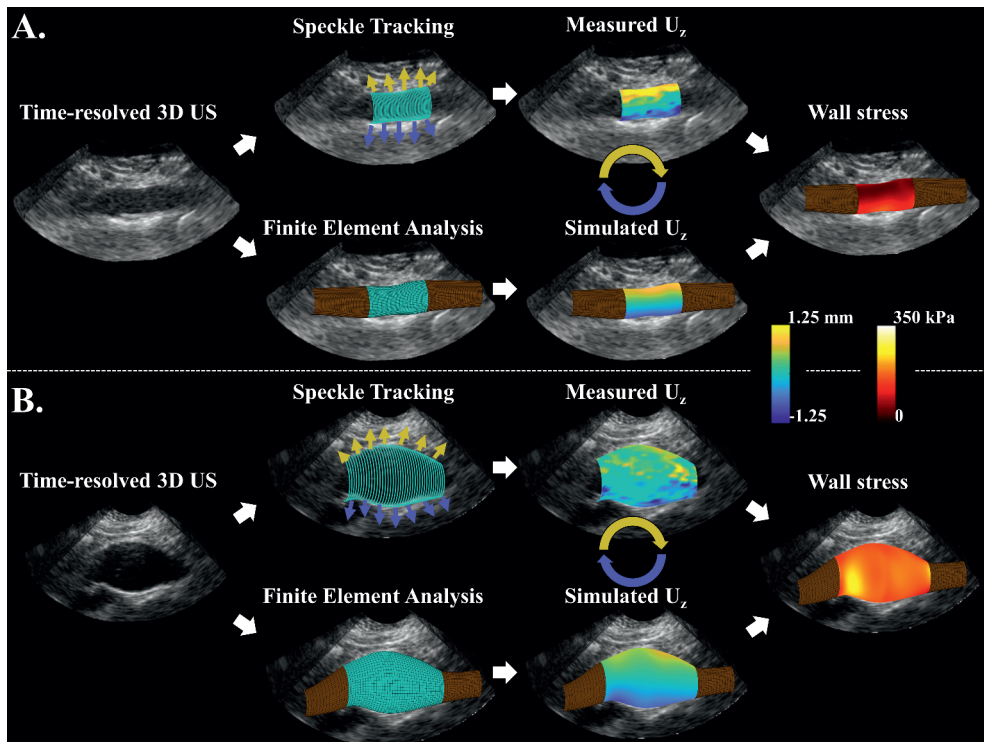 A.
Speckle Tracking
Measured Uz
Time-resolved 3D US
Wall stress
Finite Element Analysis
Simulated Uz
1.25 mm
350 kPa
-1.25
0
B.
Speckle Tracking
Measured Uz
Time-resolved 3D US
Wall stress
Finite Element Analysis
Simulated Uz